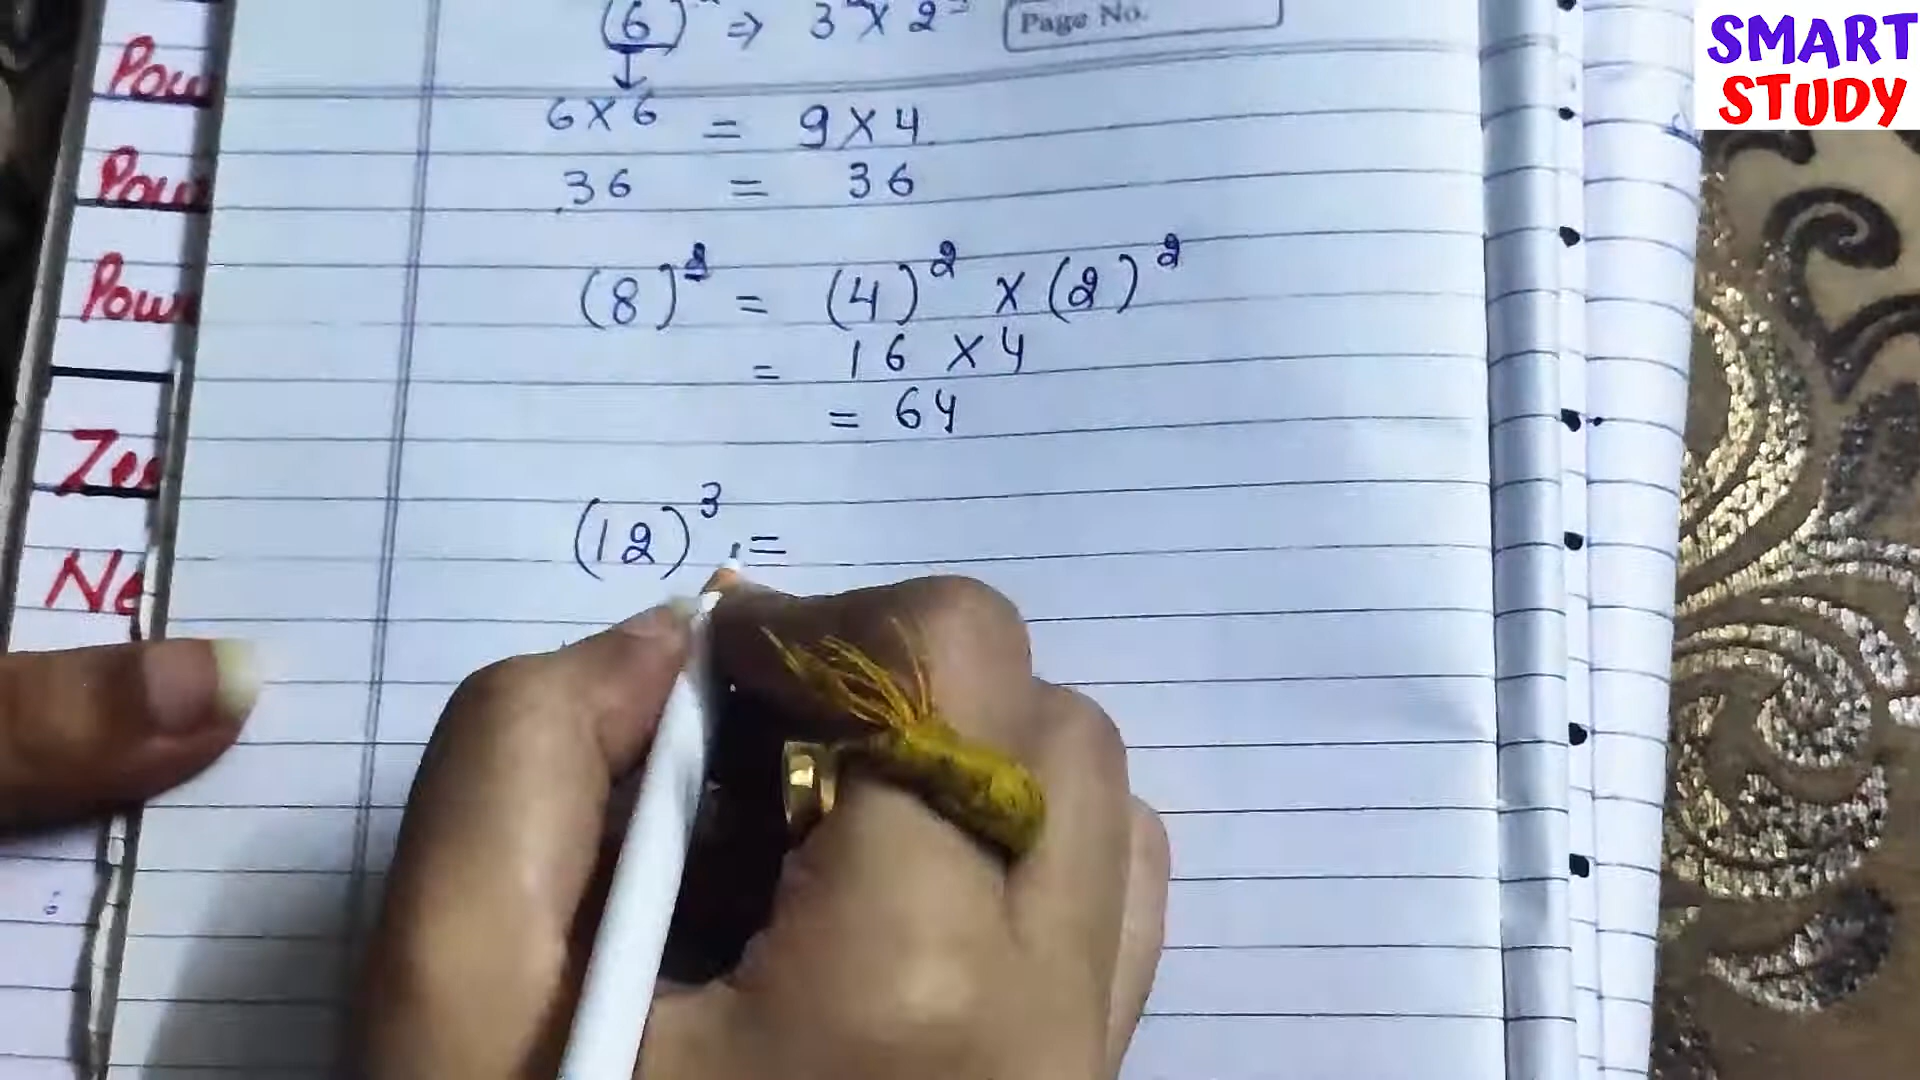 (6)² => 3² x 2²
Page No.
6 x 6 = 9 x 4
36 = 36
(8)² = (4)² x (2)²
= 16 x 4
= 64
(12)³ =
Pow
Pow
Pow
Ze
Ne
SMART
STUDY